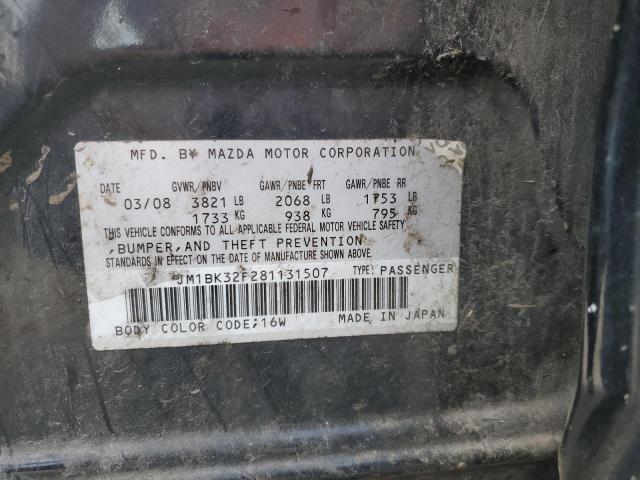 MFD. BY MAZDA MOTOR CORPORATION
DATE GVWR/PNBV GAWR/PNBE FRT GAWR/PNBE RR
03/08 3821 LB 2068 LB 1753 LB
1733 KG 938 KG 795 KG
THIS VEHICLE CONFORMS TO ALL APPLICABLE FEDERAL MOTOR VEHICLE SAFETY
,BUMPER,AND THEFT PREVENTION
STANDARDS IN EFFECT ON THE DATE OF MANUFACTURE SHOWN ABOVE.
JM1BK32F281131507 TYPE: PASSENGER
BODY COLOR CODE;16W MADE IN JAPAN